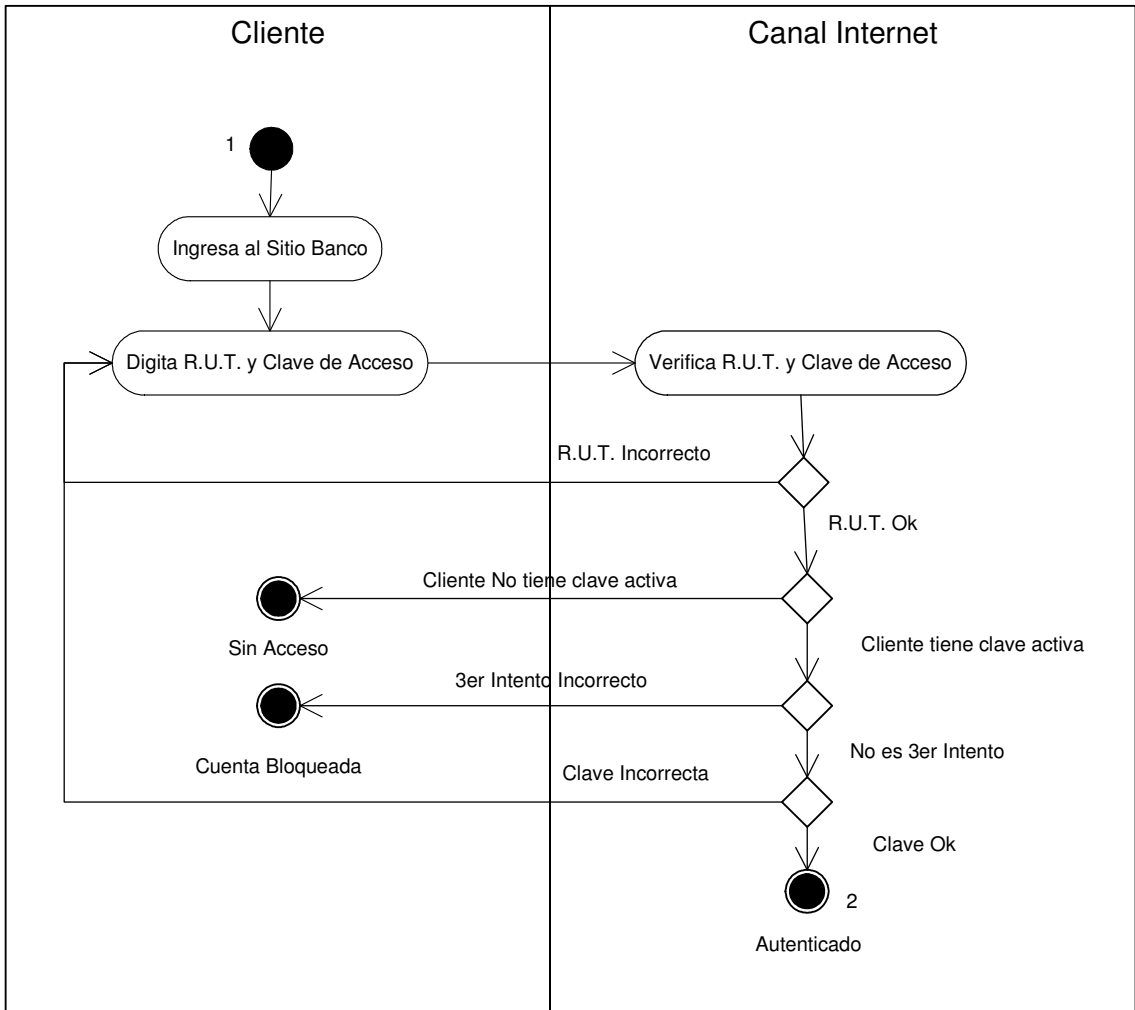 Cliente
Canal Internet
1
Ingresa al Sitio Banco
Digita R.U.T. y Clave de Acceso
Verifica R.U.T. y Clave de Acceso
R.U.T. Incorrecto
R.U.T. Ok
Cliente No tiene clave activa
Sin Acceso
Cliente tiene clave activa
3er Intento Incorrecto
Cuenta Bloqueada
No es 3er Intento
Clave Incorrecta
Clave Ok
2
Autenticado